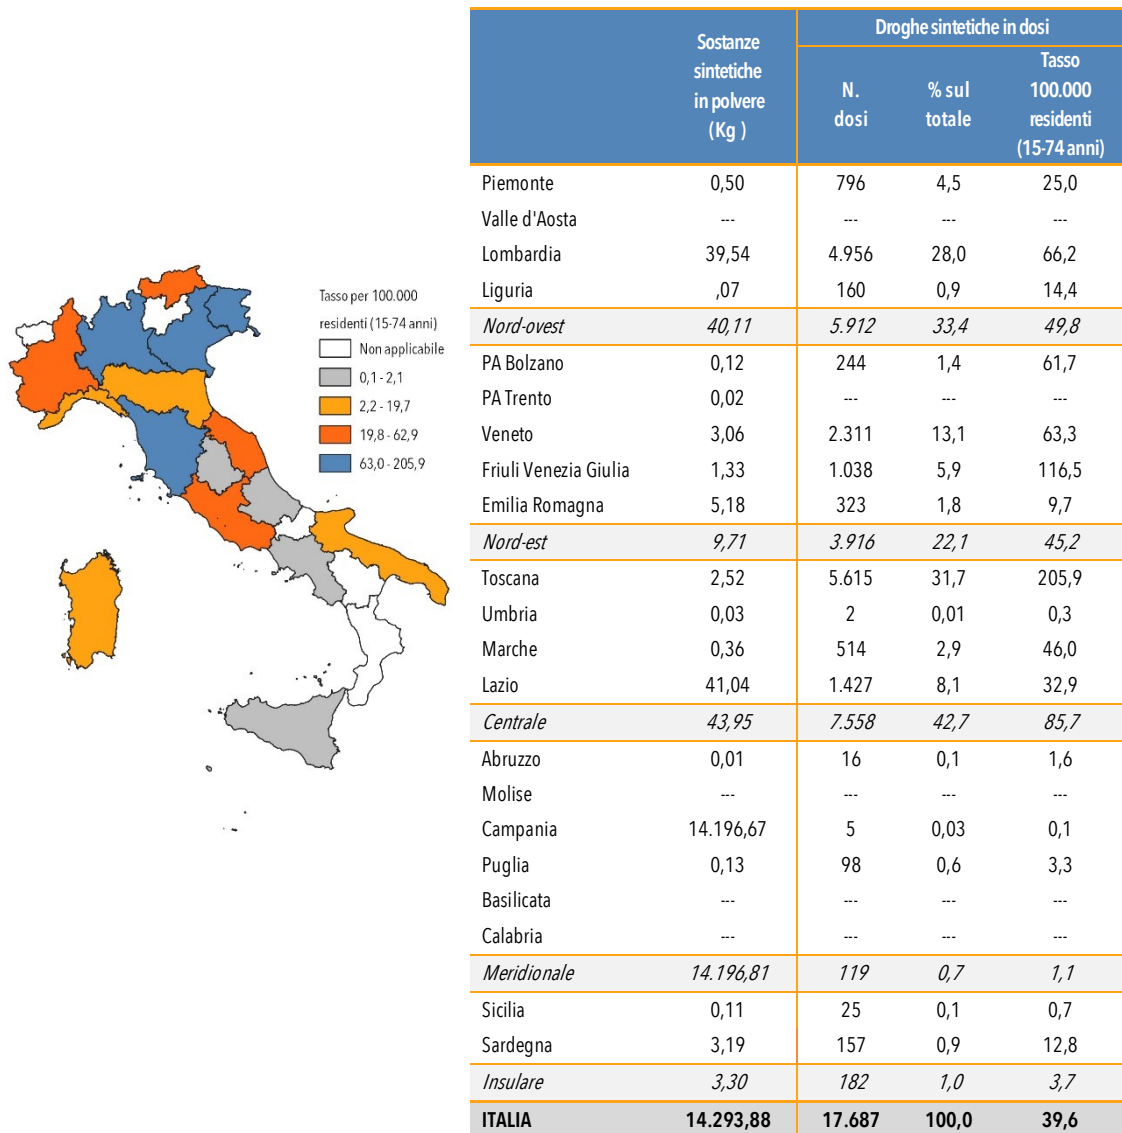 Tasso per 100.000
residenti (15-74 anni)
Non applicabile
0,1 - 2,1
2,2 - 19,7
19,8 - 62,9
63,0 - 205,9
Sostanze
sintetiche
in polvere
(Kg )
Droghe sintetiche in dosi
N.
dosi
% sul
totale
Tasso
100.000
residenti
(15-74 anni)
Piemonte 0,50 796 4,5 25,0
Valle d'Aosta --- --- --- ---
Lombardia 39,54 4.956 28,0 66,2
Liguria ,07 160 0,9 14,4
Nord-ovest 40,11 5.912 33,4 49,8
PA Bolzano 0,12 244 1,4 61,7
PA Trento 0,02 --- --- ---
Veneto 3,06 2.311 13,1 63,3
Friuli Venezia Giulia 1,33 1.038 5,9 116,5
Emilia Romagna 5,18 323 1,8 9,7
Nord-est 9,71 3.916 22,1 45,2
Toscana 2,52 5.615 31,7 205,9
Umbria 0,03 2 0,01 0,3
Marche 0,36 514 2,9 46,0
Lazio 41,04 1.427 8,1 32,9
Centrale 43,95 7.558 42,7 85,7
Abruzzo 0,01 16 0,1 1,6
Molise --- --- --- ---
Campania 14.196,67 5 0,03 0,1
Puglia 0,13 98 0,6 3,3
Basilicata --- --- --- ---
Calabria --- --- --- ---
Meridionale 14.196,81 119 0,7 1,1
Sicilia 0,11 25 0,1 0,7
Sardegna 3,19 157 0,9 12,8
Insulare 3,30 182 1,0 3,7
ITALIA 14.293,88 17.687 100,0 39,6